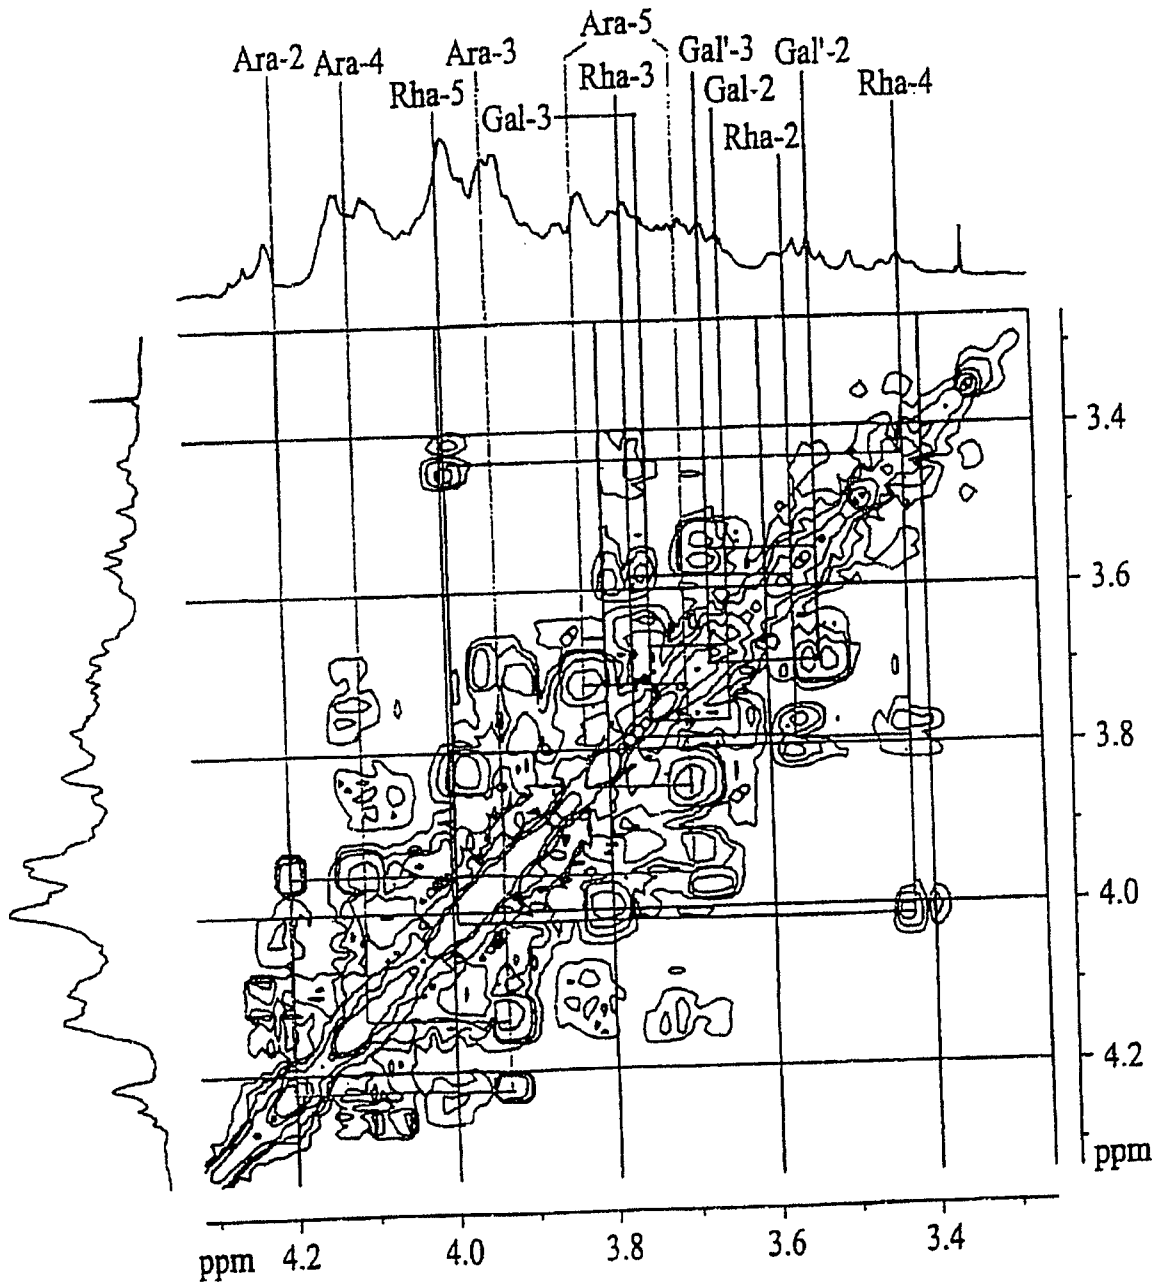 Ara-5
Ara-2 Ara-4 Ara-3 Rha-3 Gal'-3 Gal'-2
Rha-5 Gal-3 Gal-2 Rha-4
Rha-2
3.4
3.6
3.8
4.0
4.2
ppm
ppm 4.2 4.0 3.8 3.6 3.4